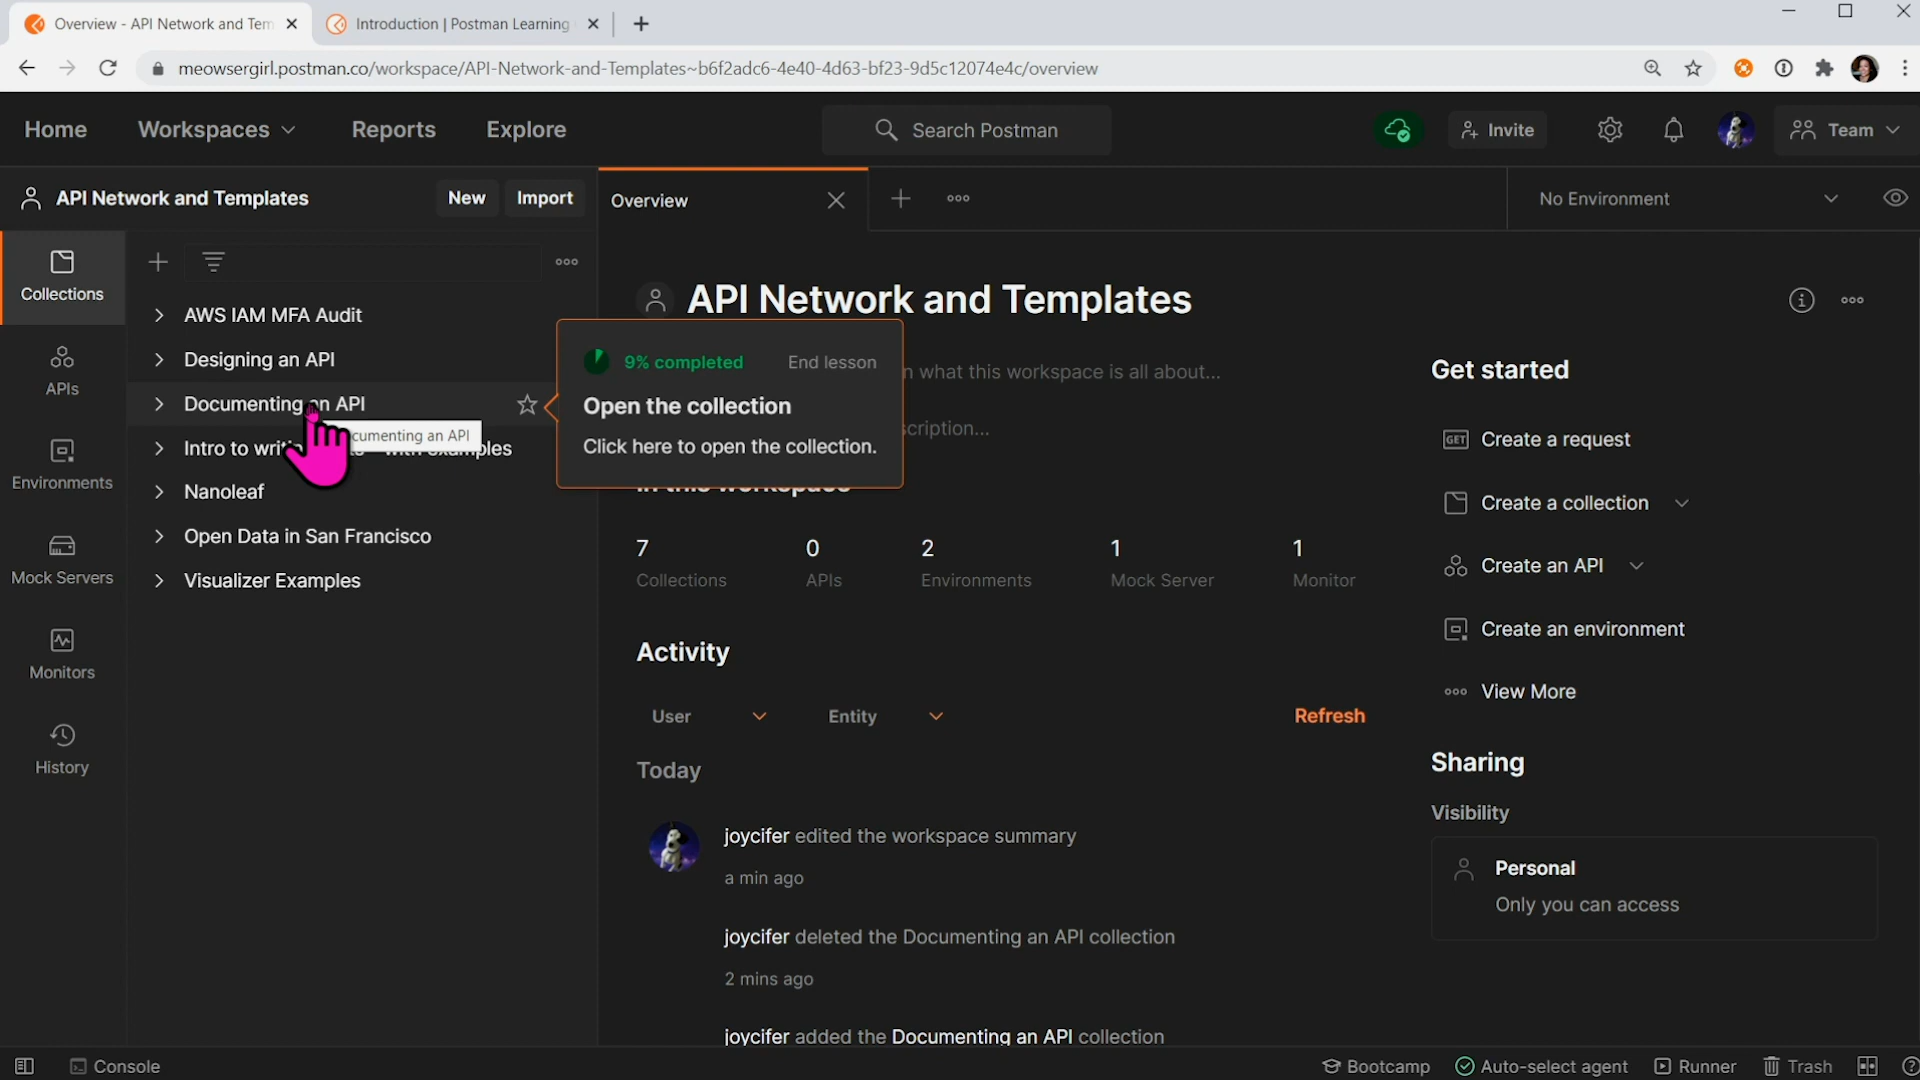 Overview - API Network and Tem
Introduction | Postman Learning
meowsergirl.postman.co/workspace/API-Network-and-Templates~b6f2adc6-4e40-4d63-bf23-9d5c12074e4c/overview
Home
Workspaces
Reports
Explore
Search Postman
Invite
Team
API Network and Templates
New
Import
Overview
No Environment
Collections
APIs
Environments
Mock Servers
Monitors
History
AWS IAM MFA Audit
Designing an API
Documenting an API
cumenting an API
Intro to
Nanoleaf
Open Data in San Francisco
Visualizer Examples
API Network and Templates
what this workspace is all about...
9% completed
End lesson
Open the collection
Click here to open the collection.
In this workspace
7
Collections
0
APIs
2
Environments
1
Mock Server
1
Monitor
Activity
User
Entity
Refresh
Today
joycifer edited the workspace summary
a min ago
joycifer deleted the Documenting an API collection
2 mins ago
joycifer added the Documenting an API collection
Get started
GET Create a request
Create a collection
Create an API
Create an environment
View More
Sharing
Visibility
Personal
Only you can access
Console
Bootcamp
Auto-select agent
Runner
Trash